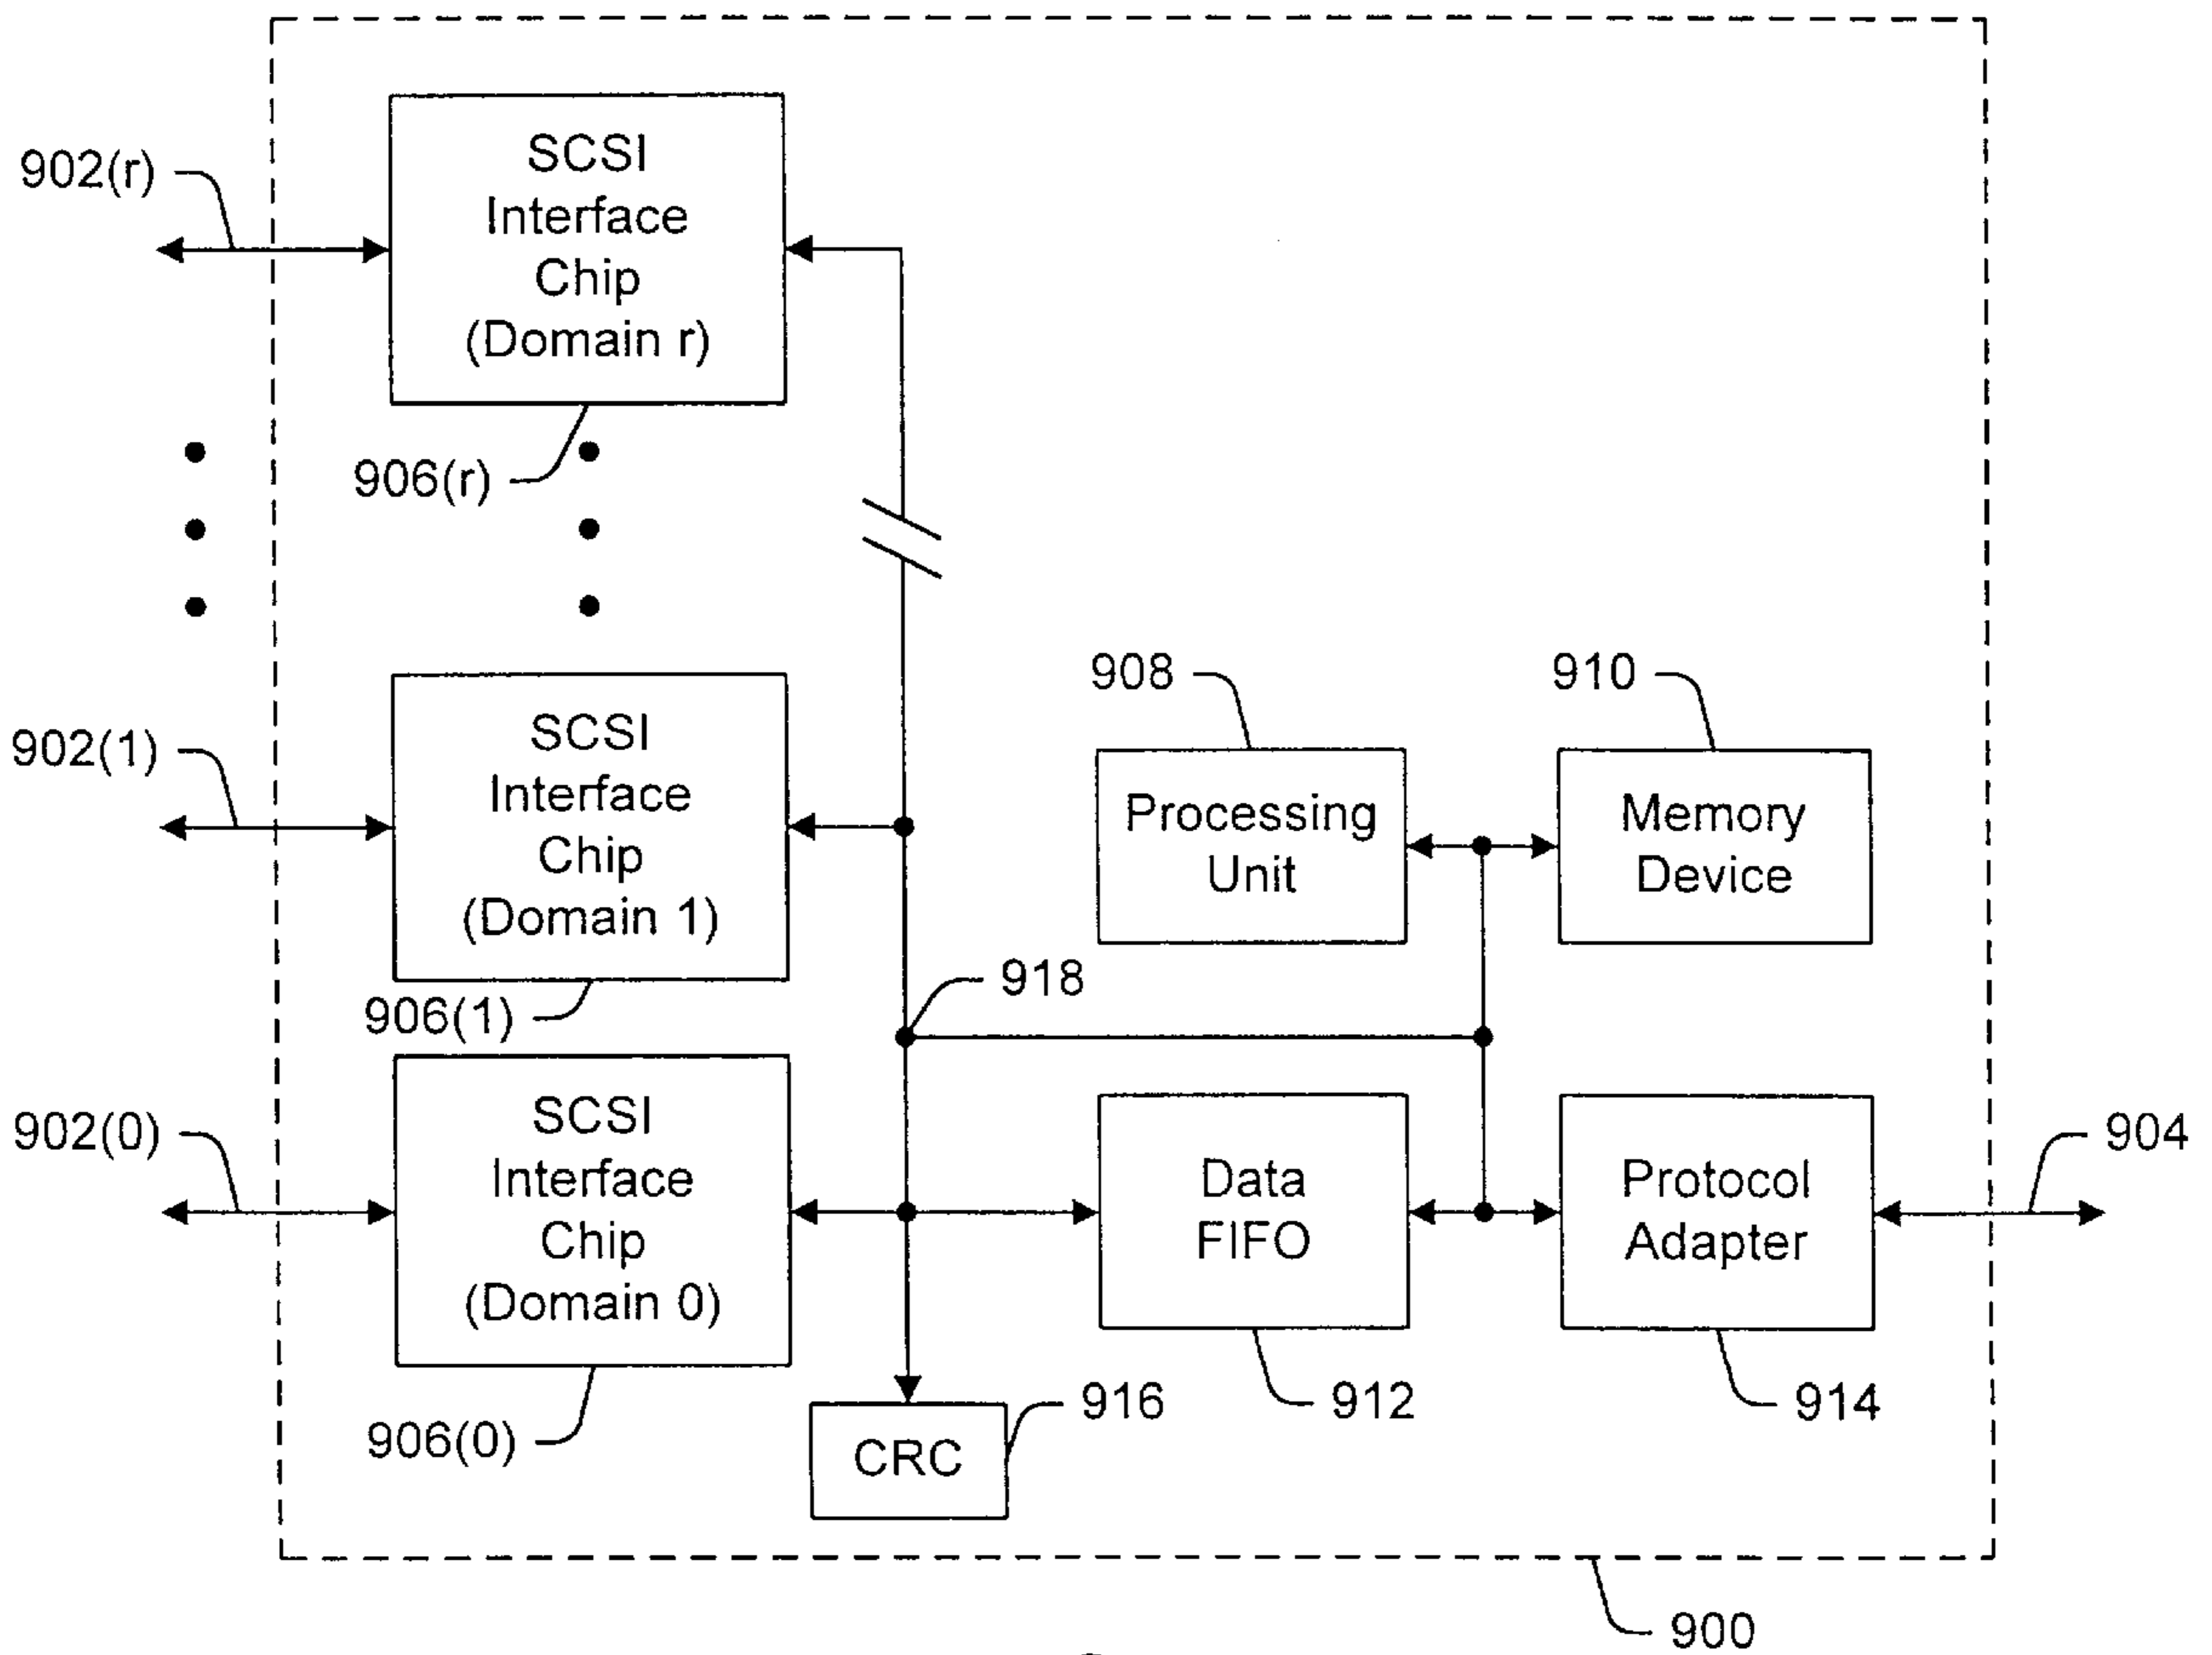 902(r)
SCSI
Interface
Chip
(Domain r)
906(r)
902(1)
SCSI
Interface
Chip
(Domain 1)
906(1)
908
910
Processing
Unit
Memory
Device
918
902(0)
SCSI
Interface
Chip
(Domain 0)
906(0)
Data
FIFO
Protocol
Adapter
904
912
914
CRC
916
900